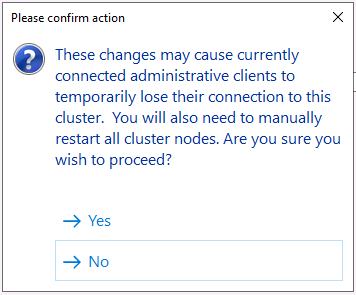 Please confirm action
These changes may cause currently
connected administrative clients to
temporarily lose their connection to this
cluster.  You will also need to manually
restart all cluster nodes. Are you sure you
wish to proceed?
Yes
No